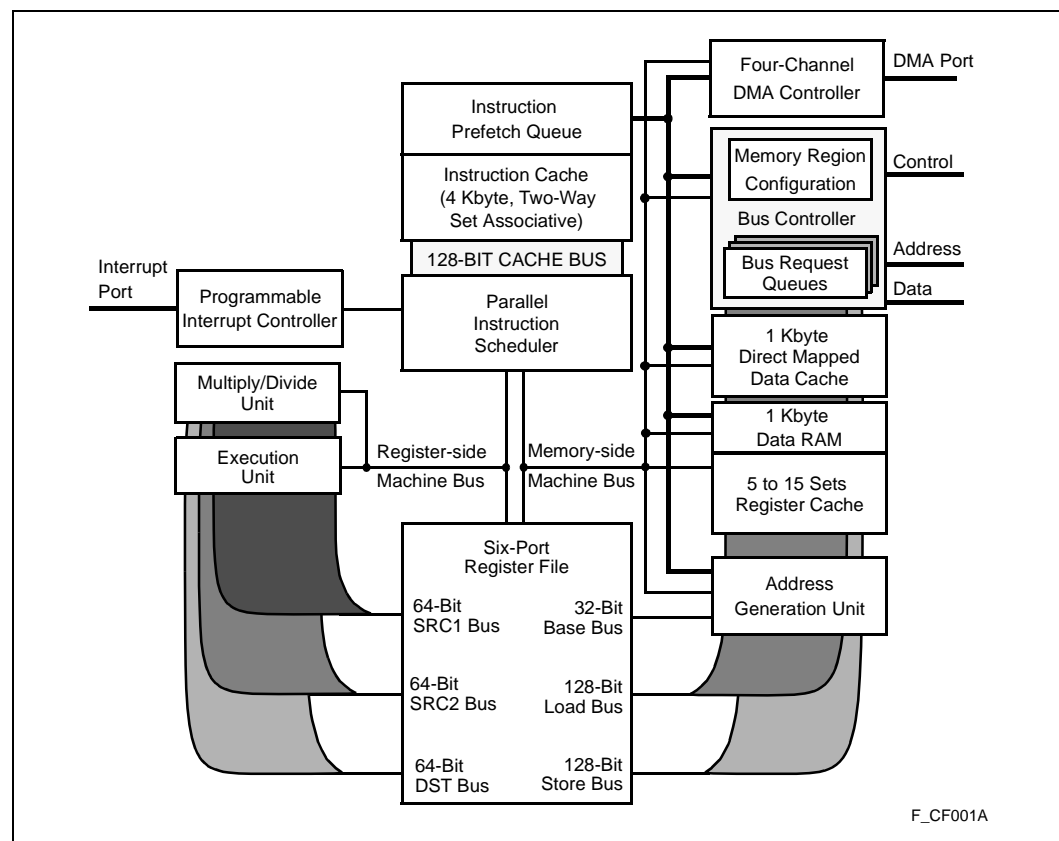 Four-Channel
DMA Controller
DMA Port
Instruction
Prefetch Queue
Instruction Cache
(4 Kbyte, Two-Way
Set Associative)
128-BIT CACHE BUS
Parallel
Instruction
Scheduler
Memory Region
Configuration
Bus Controller
Bus Request
Queues
Control
Address
Data
Interrupt
Port
Programmable
Interrupt Controller
1 Kbyte
Direct Mapped
Data Cache
1 Kbyte
Data RAM
5 to 15 Sets
Register Cache
Multiply/Divide
Unit
Execution
Unit
Register-side
Machine Bus
Memory-side
Machine Bus
Six-Port
Register File
64-Bit
SRC1 Bus
32-Bit
Base Bus
Address
Generation Unit
64-Bit
SRC2 Bus
128-Bit
Load Bus
64-Bit
DST Bus
128-Bit
Store Bus
F_CF001A